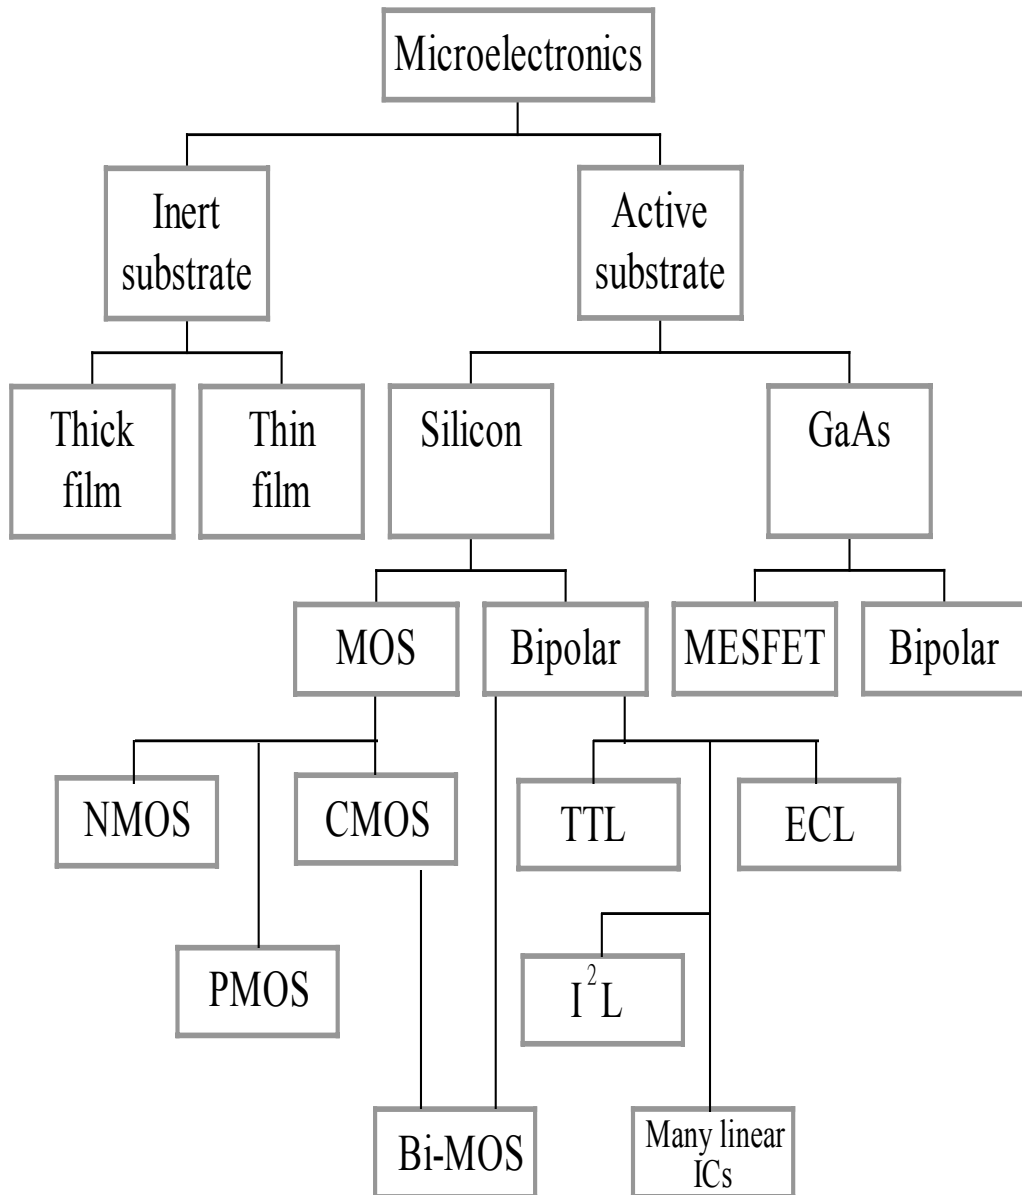 Microelectronics
Inert
substrate
Active
substrate
Thick
film
Thin
film
Silicon
GaAs
MOS
Bipolar
MESFET
Bipolar
NMOS
CMOS
TTL
ECL
PMOS
I²L
Bi-MOS
Many linear
ICs